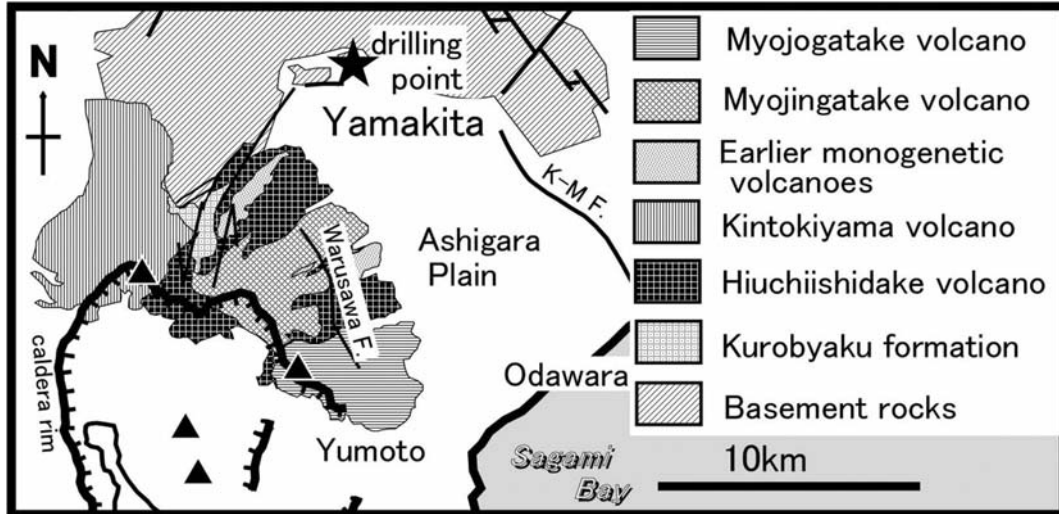 N
drilling
point
Yamakita
K-M F.
Ashigara
Plain
Warusawa F.
caldera rim
Odawara
Yumoto
Sagami
Bay
10km
Myojogatake volcano
Myojingatake volcano
Earlier monogenetic
volcanoes
Kintokiyama volcano
Hiuchiishidake volcano
Kurobyaku formation
Basement rocks